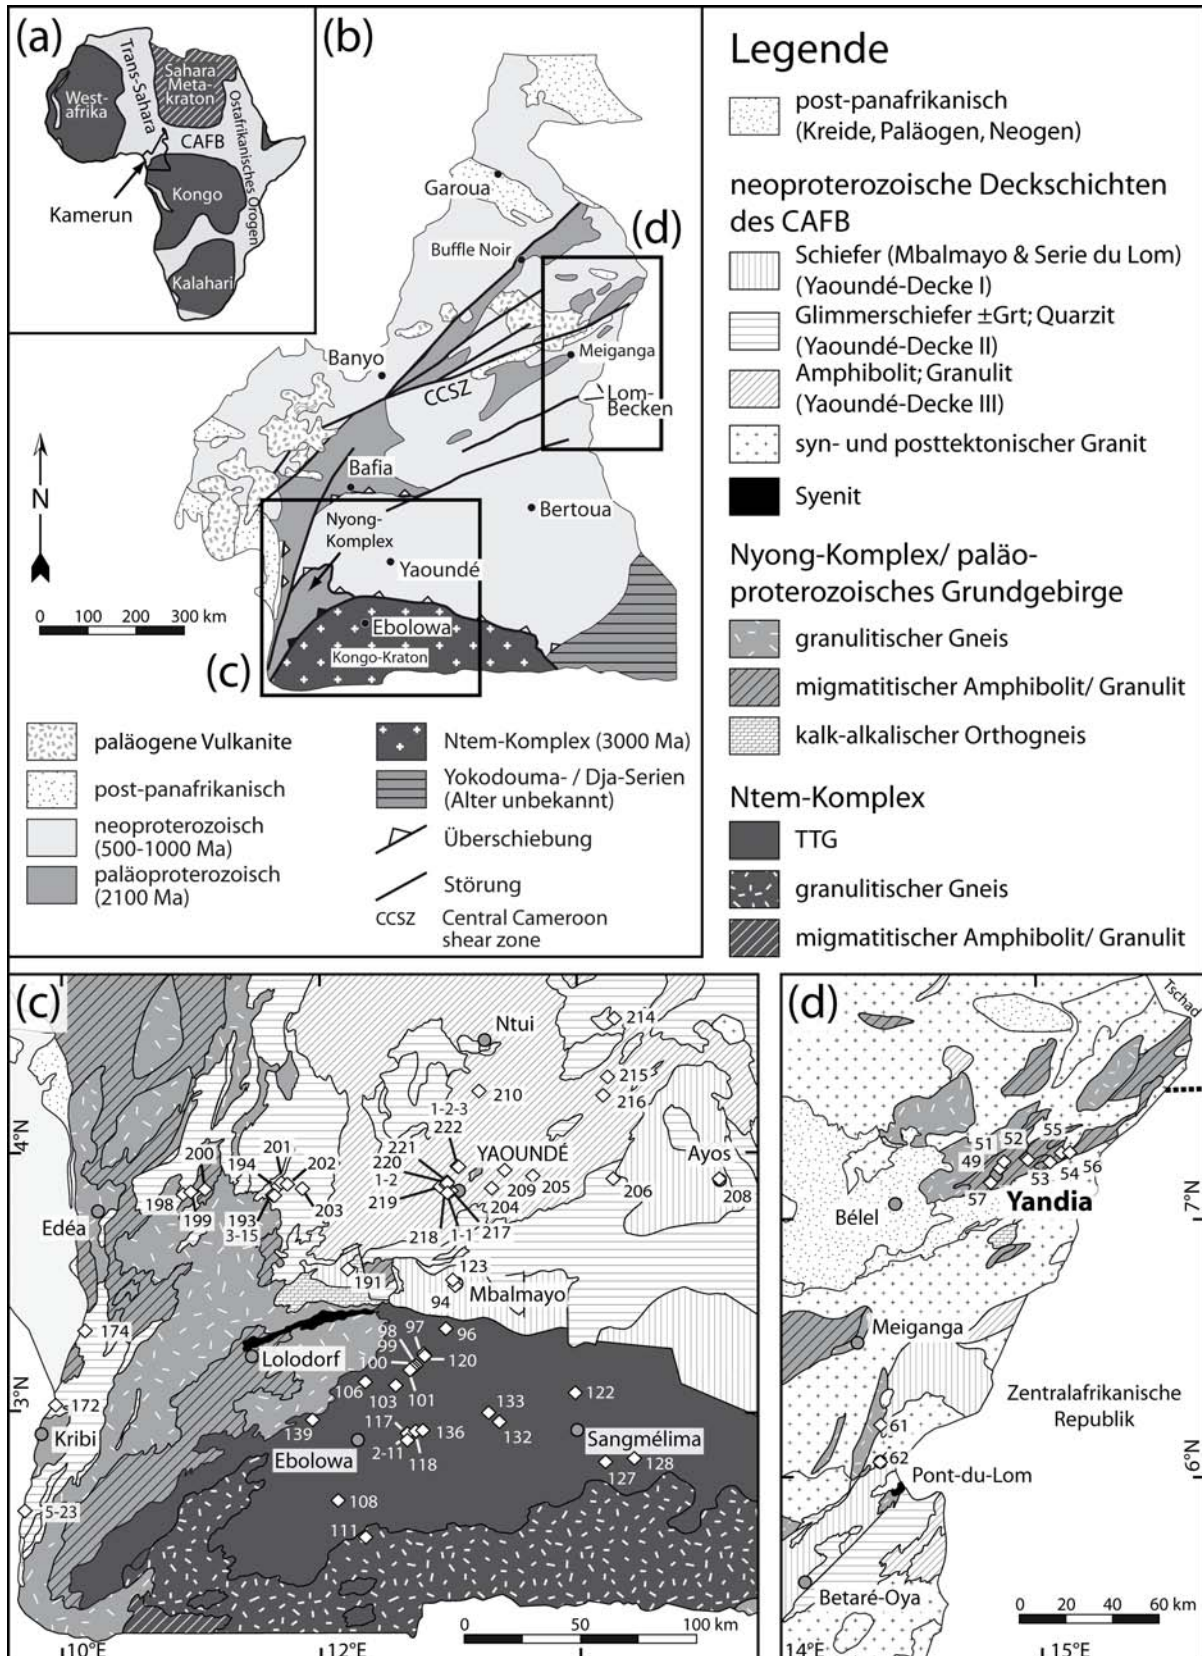 (a)
Trans-Sahara
West-
afrika
Sahara
Meta-
kraton
CAFB
Ostafrikanisches Orogen
Kamerun
Kongo
Kalahari
(b)
Garoua
Buffle Noir
(d)
Banyo
Meiganga
CCSZ
Lom-
Becken
Bafia
Bertoua
Nyong-
Komplex
Yaoundé
Ebolowa
Kongo-Kraton
(c)
N
0 100 200 300 km
paläogene Vulkanite
post-panafrikanisch
neoproterozoisch
(500-1000 Ma)
paläoproterozoisch
(2100 Ma)
Ntem-Komplex (3000 Ma)
Yokodouma- / Dja-Serien
(Alter unbekannt)
Überschiebung
Störung
CCSZ Central Cameroon
shear zone
Legende
post-panafrikanisch
(Kreide, Paläogen, Neogen)
neoproterozoische Deckschichten
des CAFB
Schiefer (Mbalmayo & Serie du Lom)
(Yaoundé-Decke I)
Glimmerschiefer ±Grt; Quarzit
(Yaoundé-Decke II)
Amphibolit; Granulit
(Yaoundé-Decke III)
syn- und posttektonischer Granit
Syenit
Nyong-Komplex/ paläo-
proterozoisches Grundgebirge
granulitischer Gneis
migmatitischer Amphibolit/ Granulit
kalk-alkalischer Orthogneis
Ntem-Komplex
TTG
granulitischer Gneis
migmatitischer Amphibolit/ Granulit
(c)
Ntui
214
215
216
210
4°N
1-2-3
222
221
220
1-2
219
YAOUNDÉ
Ayos
200
201
194
202
198
199
193
3-15
203
218
1-1
217
204
209
205
206
208
Edéa
191
123
94
Mbalmayo
174
Lolodorf
98
97
99
100
96
120
106
103
101
122
3°N
172
Kribi
139
117
136
133
132
Ebolowa
2-11
118
Sangmélima
127
128
5-23
108
111
0 50 100 km
10°E
12°E
(d)
Tschad
51
52
55
49
53
54
56
57
Yandia
Bélel
7°N
Meiganga
Zentralafrikanische
Republik
61
62
6°N
Pont-du-Lom
Betaré-Oya
0 20 40 60 km
14°E
15°E